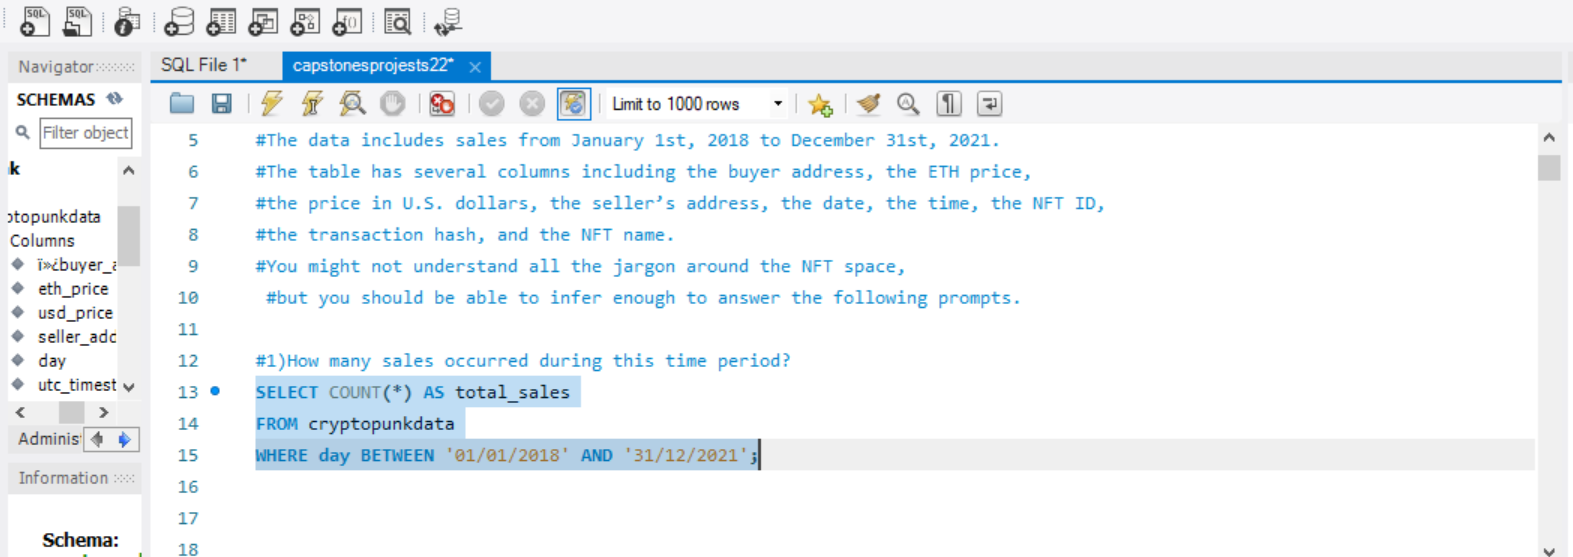 SQL
SQL
f()
Navigator
SQL File 1*
capstonesprojests22*
SCHEMAS
Limit to 1000 rows
Filter object
k
ptopunkdata
Columns
ï»¿buyer_a
eth_price
usd_price
seller_add
day
utc_timest
Adminis
Information
Schema:
5 #The data includes sales from January 1st, 2018 to December 31st, 2021.
6 #The table has several columns including the buyer address, the ETH price,
7 #the price in U.S. dollars, the seller’s address, the date, the time, the NFT ID,
8 #the transaction hash, and the NFT name.
9 #You might not understand all the jargon around the NFT space,
10 #but you should be able to infer enough to answer the following prompts.
11
12 #1)How many sales occurred during this time period?
13 SELECT COUNT(*) AS total_sales
14 FROM cryptopunkdata
15 WHERE day BETWEEN '01/01/2018' AND '31/12/2021';
16
17
18